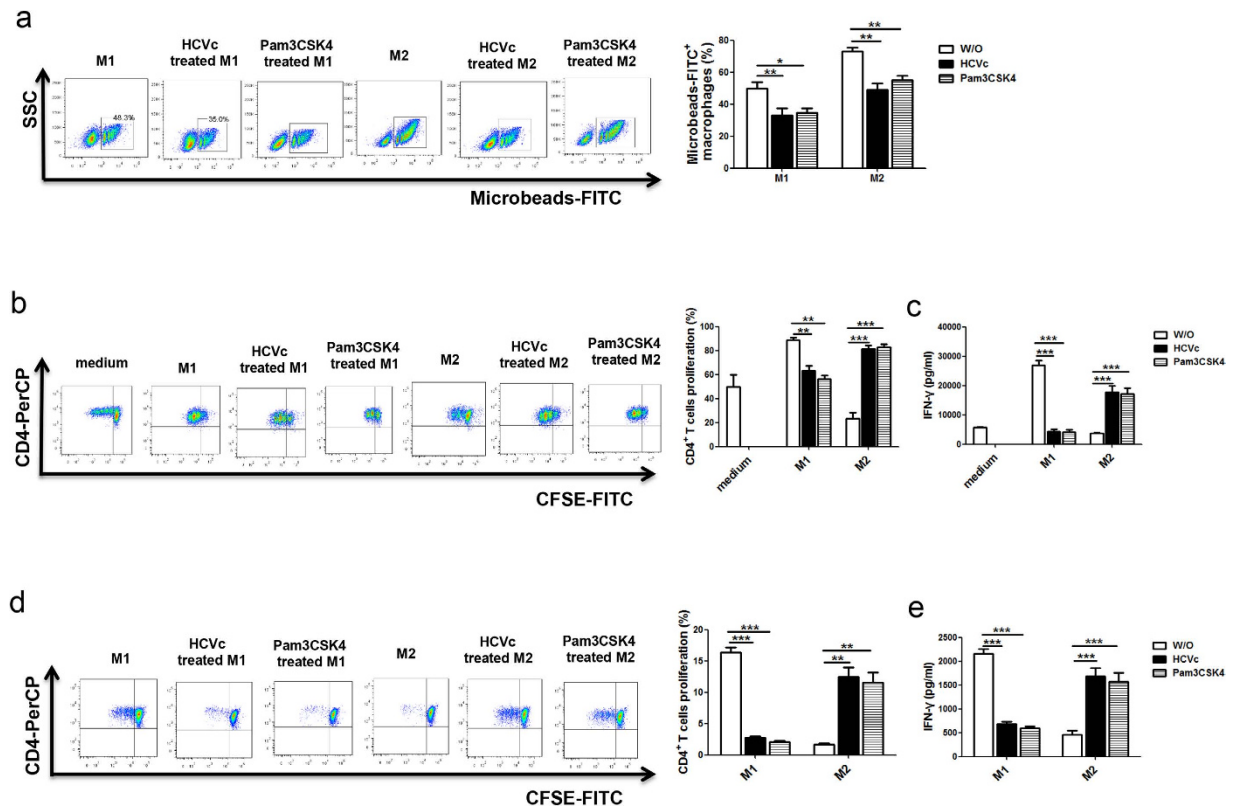 a
M1
HCVc
treated M1
Pam3CSK4
treated M1
M2
HCVc
treated M2
Pam3CSK4
treated M2
SSC
48.3%
35.0%
Microbeads-FITC
Microbeads-FITC+
macrophages (%)
80
60
40
20
0
** * ** **
M1 M2
W/O
HCVc
Pam3CSK4
b
medium
M1
HCVc
treated M1
Pam3CSK4
treated M1
M2
HCVc
treated M2
Pam3CSK4
treated M2
CD4-PerCP
CFSE-FITC
CD4+ T cells proliferation (%)
100
80
60
40
20
0
** ** *** ***
medium M1 M2
c
IFN-γ (pg/ml)
40000
30000
20000
10000
0
*** *** *** ***
medium M1 M2
W/O
HCVc
Pam3CSK4
d
M1
HCVc
treated M1
Pam3CSK4
treated M1
M2
HCVc
treated M2
Pam3CSK4
treated M2
CD4-PerCP
CFSE-FITC
CD4+ T cells proliferation (%)
20
15
10
5
0
*** *** ** **
M1 M2
e
IFN-γ (pg/ml)
2500
2000
1500
1000
500
0
*** *** *** ***
M1 M2
W/O
HCVc
Pam3CSK4